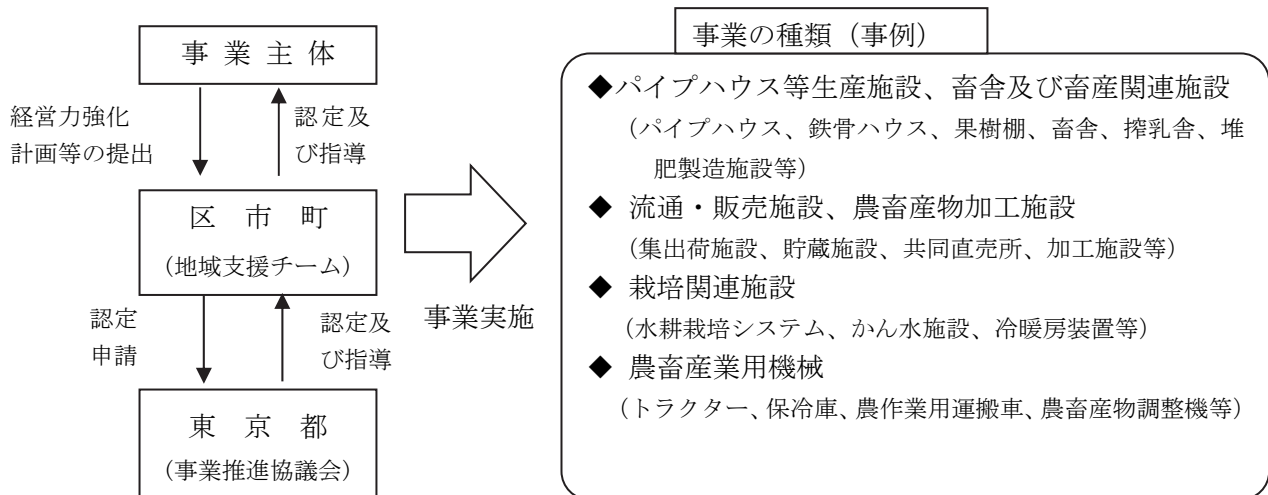 事業主体
経営力強化
計画等の提出
認定及
び指導
区市町
（地域支援チーム）
認定
申請
認定及
び指導
東京都
（事業推進協議会）
事業実施
事業の種類（事例）
◆パイプハウス等生産施設、畜舎及び畜産関連施設
（パイプハウス、鉄骨ハウス、果樹棚、畜舎、搾乳舎、堆
肥製造施設等）
◆ 流通・販売施設、農畜産物加工施設
（集出荷施設、貯蔵施設、共同直売所、加工施設等）
◆ 栽培関連施設
（水耕栽培システム、かん水施設、冷暖房装置等）
◆ 農畜産業用機械
（トラクター、保冷庫、農作業用運搬車、農畜産物調整機等）